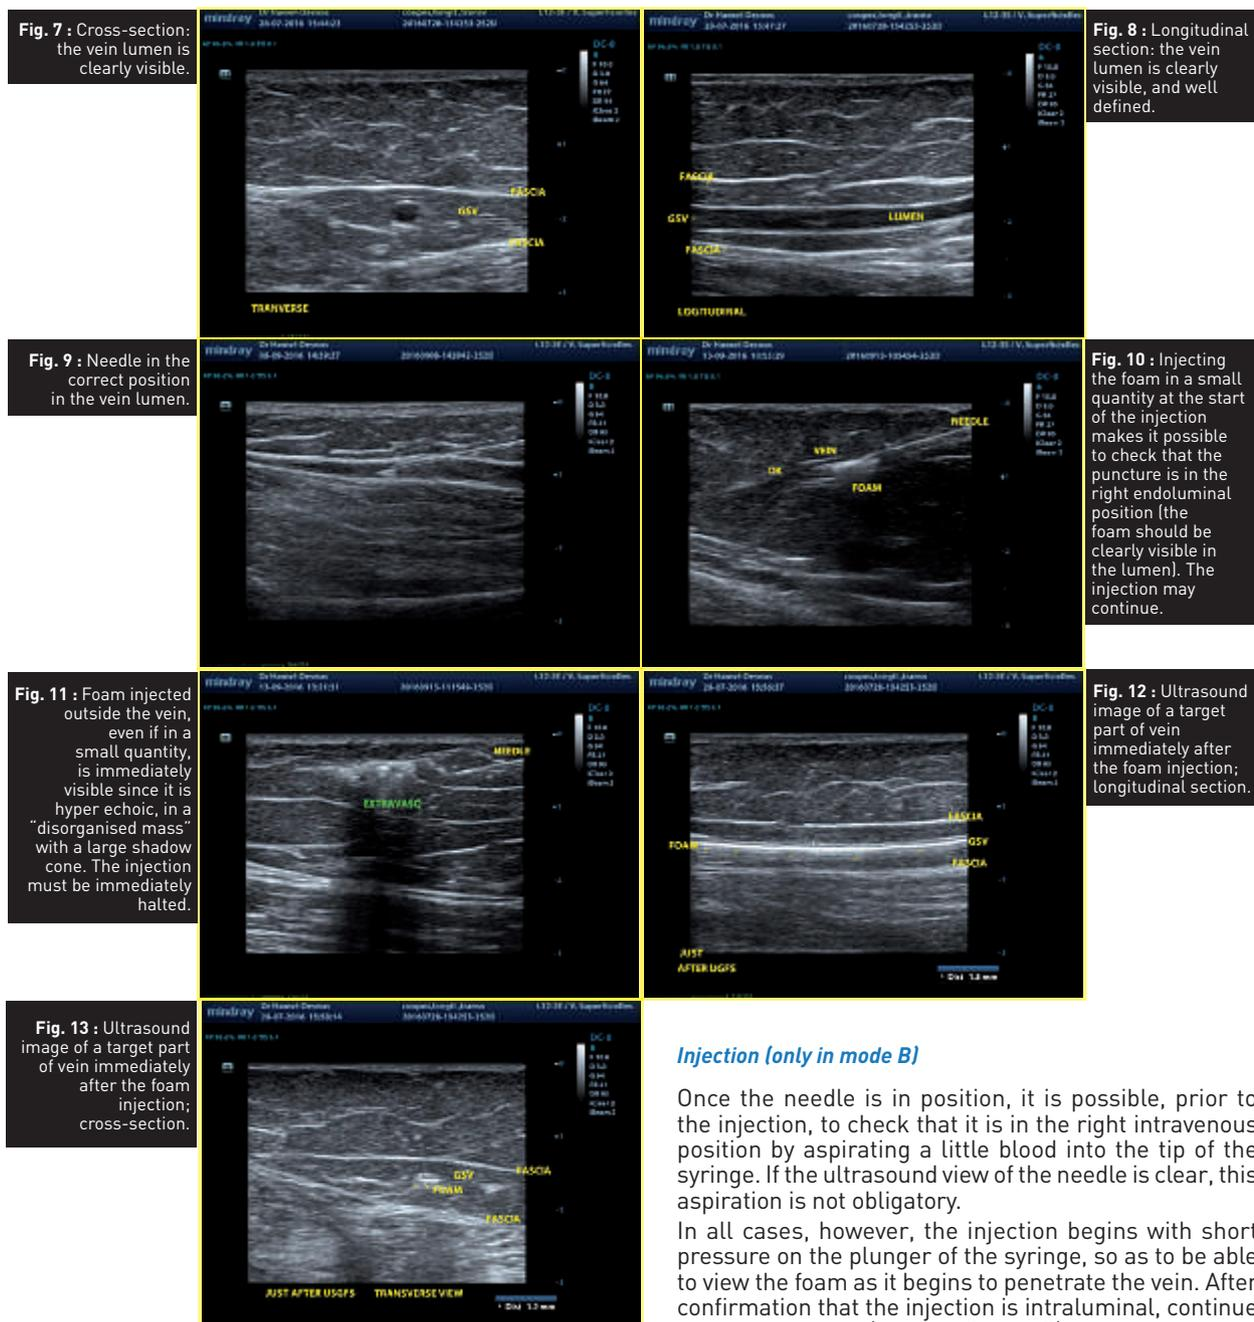 Fig. 7 : Cross-section:
the vein lumen is
clearly visible.
mindray
FASCIA
GSV
FASCIA
TRANVERSE
mindray
FASCIA
GSV
LUMEN
FASCIA
LOGITUDINAL
Fig. 8 : Longitudinal
section: the vein
lumen is clearly
visible, and well
defined.
Fig. 9 : Needle in the
correct position
in the vein lumen.
mindray
mindray
NEEDLE
VEIN
OK
FOAM
Fig. 10 : Injecting
the foam in a small
quantity at the start
of the injection
makes it possible
to check that the
puncture is in the
right endoluminal
position (the
foam should be
clearly visible in
the lumen). The
injection may
continue.
Fig. 11 : Foam injected
outside the vein,
even if in a
small quantity,
is immediately
visible since it is
hyper echoic, in a
“disorganised mass”
with a large shadow
cone. The injection
must be immediately
halted.
mindray
NEEDLE
mindray
FASCIA
FOAM
GSV
FASCIA
JUST
AFTER UGFS
Fig. 12 : Ultrasound
image of a target
part of vein
immediately after
the foam injection;
longitudinal section.
Fig. 13 : Ultrasound
image of a target part
of vein immediately
after the foam
injection;
cross-section.
mindray
FASCIA
GSV
FOAM
FASCIA
JUST AFTER TRANSVERSE VIEW
Injection (only in mode B)
Once the needle is in position, it is possible, prior to
the injection, to check that it is in the right intravenous
position by aspirating a little blood into the tip of the
syringe. If the ultrasound view of the needle is clear, this
aspiration is not obligatory.
In all cases, however, the injection begins with short
pressure on the plunger of the syringe, so as to be able
to view the foam as it begins to penetrate the vein. After
confirmation that the injection is intraluminal, continue